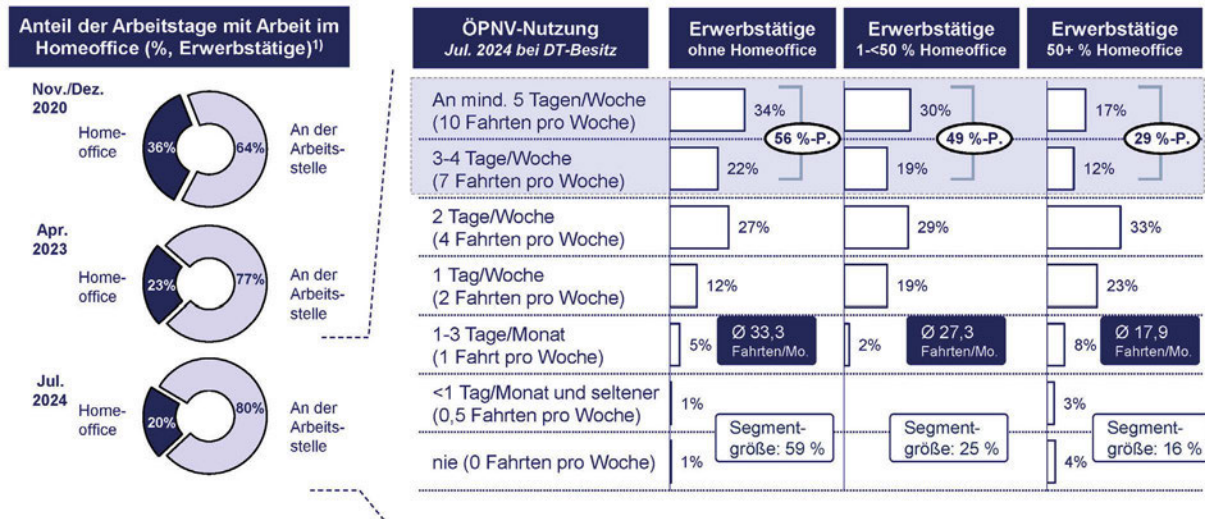 Anteil der Arbeitstage mit Arbeit im
Homeoffice (%, Erwerbstätige)1)
Nov./Dez.
2020
Home-
office
36%
64%
An der
Arbeits-
stelle
Apr.
2023
Home-
office
23%
77%
An der
Arbeits-
stelle
Jul.
2024
Home-
office
20%
80%
An der
Arbeits-
stelle
ÖPNV-Nutzung
Jul. 2024 bei DT-Besitz
Erwerbstätige
ohne Homeoffice
Erwerbstätige
1-<50 % Homeoffice
Erwerbstätige
50+ % Homeoffice
An mind. 5 Tagen/Woche
(10 Fahrten pro Woche)
34%
30%
17%
56 %-P.
49 %-P.
29 %-P.
3-4 Tage/Woche
(7 Fahrten pro Woche)
22%
19%
12%
2 Tage/Woche
(4 Fahrten pro Woche)
27%
29%
33%
1 Tag/Woche
(2 Fahrten pro Woche)
12%
19%
23%
1-3 Tage/Monat
(1 Fahrt pro Woche)
5%
Ø 33,3
Fahrten/Mo.
2%
Ø 27,3
Fahrten/Mo.
8%
Ø 17,9
Fahrten/Mo.
<1 Tag/Monat und seltener
(0,5 Fahrten pro Woche)
1%
3%
Segment-
größe: 59 %
Segment-
größe: 25 %
Segment-
größe: 16 %
nie (0 Fahrten pro Woche)
1%
4%